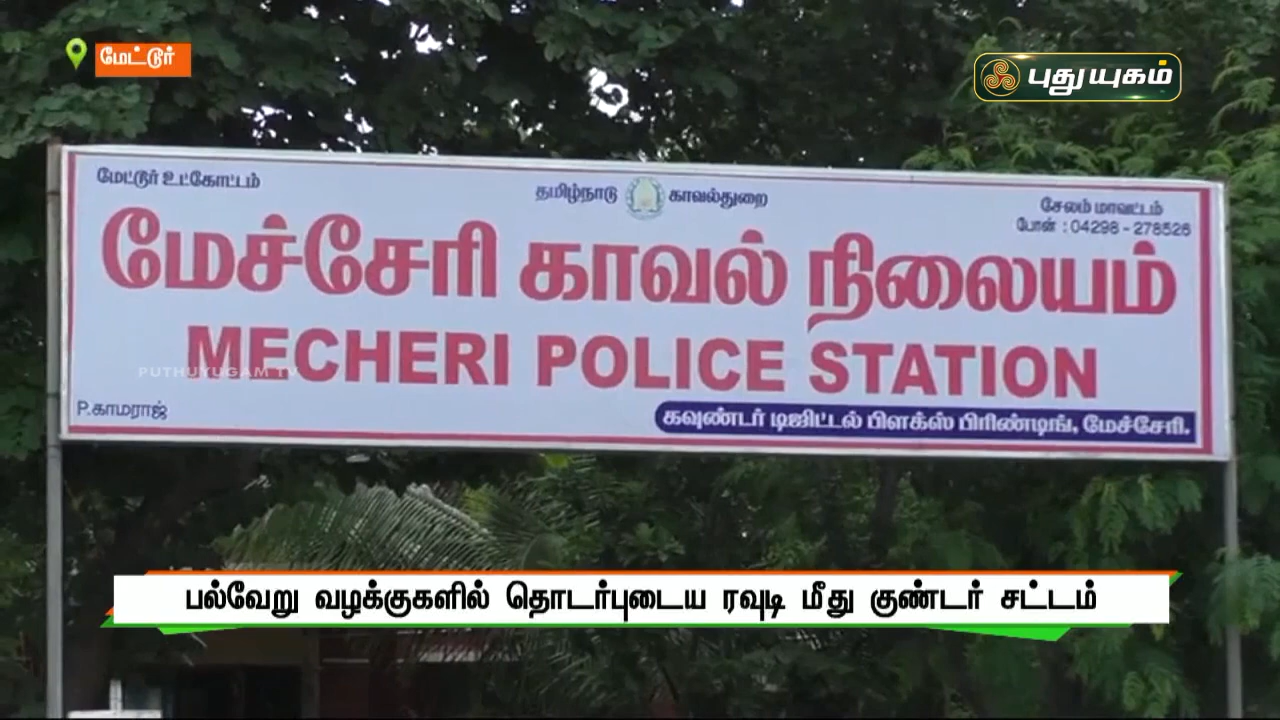 மேட்டூர்
புதுயுகம்
மேட்டூர் உட்கோட்டம்
தமிழ்நாடு காவல்துறை
சேலம் மாவட்டம்
போன் : 04298 - 278526
மேச்சேரி காவல் நிலையம்
MECHERI POLICE STATION
PUTHUYUGAM TV
P.காமராஜ்
கவுண்டர் டிஜிட்டல் பிளக்ஸ் பிரிண்டிங், மேச்சேரி.
பல்வேறு வழக்குகளில் தொடர்புடைய ரவுடி மீது குண்டர் சட்டம்